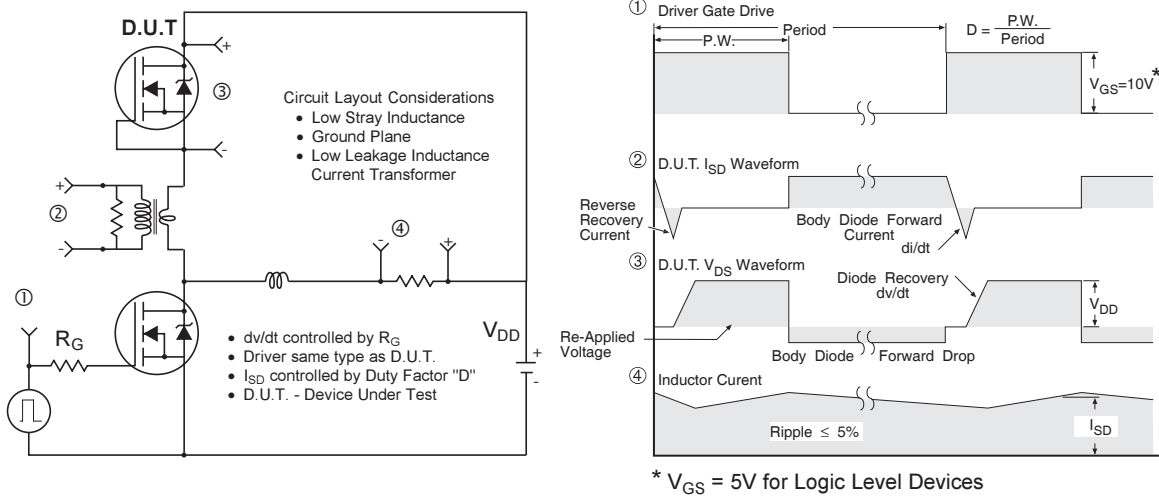 D.U.T
+
③
-
Circuit Layout Considerations
• Low Stray Inductance
• Ground Plane
• Low Leakage Inductance
Current Transformer
+
②
-
④
-
+
①
R_G
• dv/dt controlled by R_G
• Driver same type as D.U.T.
• I_SD controlled by Duty Factor "D"
• D.U.T. - Device Under Test
V_DD
+
-
① Driver Gate Drive
P.W.
Period
D = P.W. / Period
V_GS=10V *
② D.U.T. I_SD Waveform
Reverse
Recovery
Current
Body Diode Forward
Current
di/dt
③ D.U.T. V_DS Waveform
Diode Recovery
dv/dt
V_DD
Re-Applied
Voltage
Body Diode Forward Drop
④ Inductor Curent
Ripple ≤ 5%
I_SD
* V_GS = 5V for Logic Level Devices